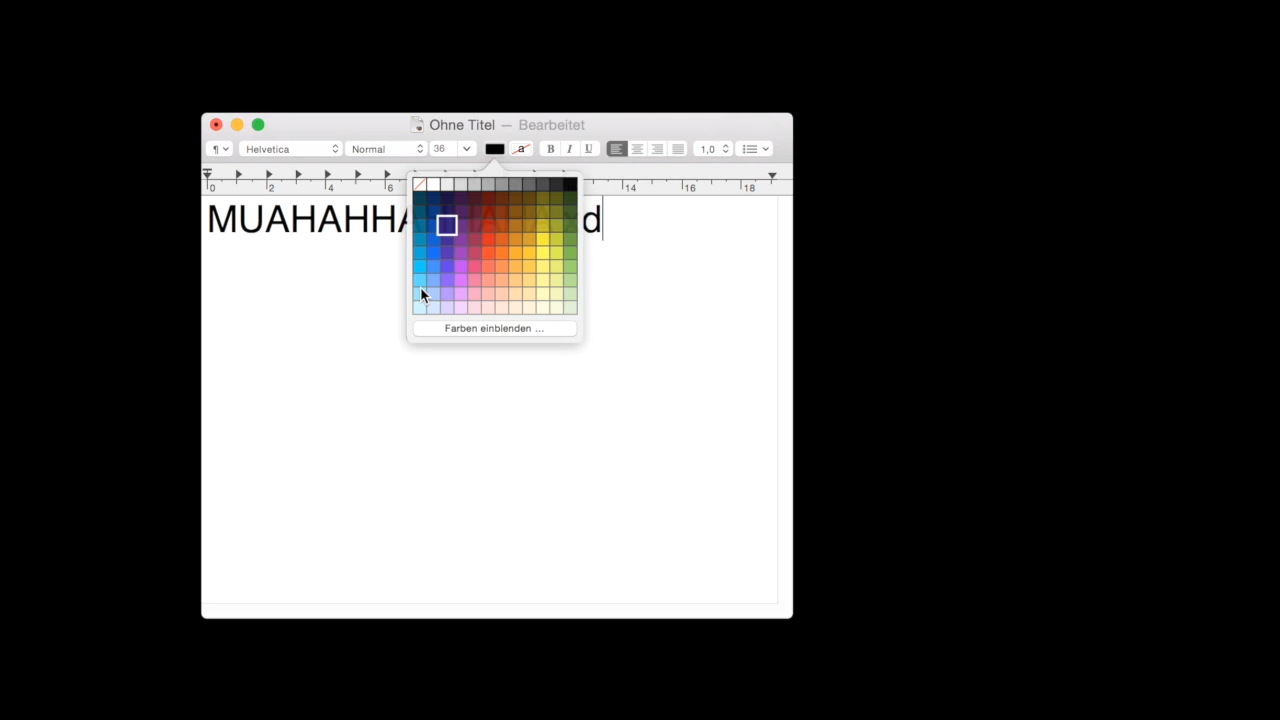 Ohne Titel — Bearbeitet
¶ Helvetica Normal 36 a B I U 1,0
0 2 4 6 14 16 18
MUAHAHHA d
Farben einblenden ...